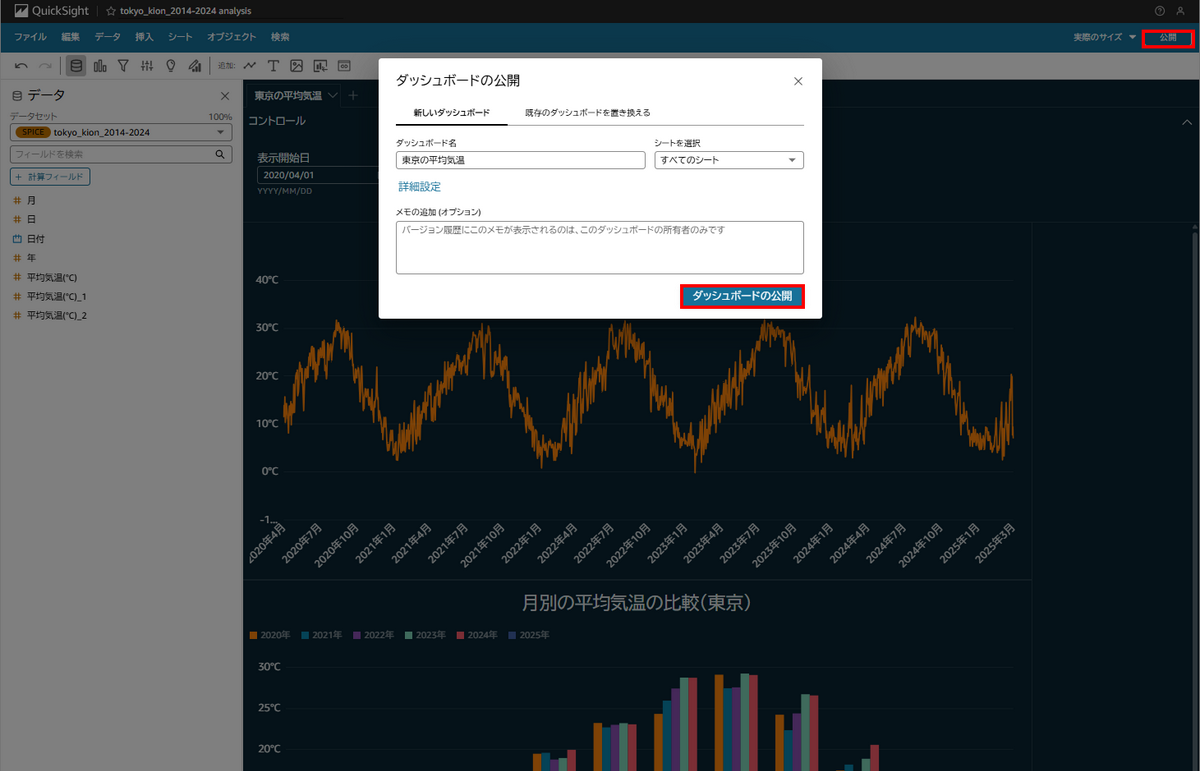 QuickSight
tokyo_kion_2014-2024 analysis
ファイル 編集 データ 挿入 シート オブジェクト 検索
実際のサイズ
公開
追加:
データ
データセット 100%
SPICE tokyo_kion_2014-2024
フィールドを検索
+ 計算フィールド
月
日
日付
年
平均気温(℃)
平均気温(℃)_1
平均気温(℃)_2
東京の平均気温
コントロール
表示開始日
2020/04/01
YYYY/MM/DD
ダッシュボードの公開
新しいダッシュボード 既存のダッシュボードを置き換える
ダッシュボード名 シートを選択
東京の平均気温 すべてのシート
詳細設定
メモの追加 (オプション)
バージョン履歴にこのメモが表示されるのは、このダッシュボードの所有者のみです
ダッシュボードの公開
40℃
30℃
20℃
10℃
0℃
-1...
2020年4月 2020年7月 2020年10月 2021年1月 2021年4月 2021年7月 2021年10月 2022年1月 2022年4月 2022年7月 2022年10月 2023年1月 2023年4月 2023年7月 2023年10月 2024年1月 2024年4月 2024年7月 2024年10月 2025年1月 2025年3月
月別の平均気温の比較(東京)
2020年 2021年 2022年 2023年 2024年 2025年
30℃
25℃
20℃